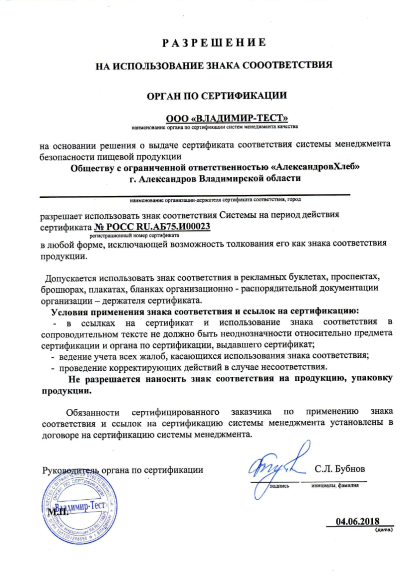 РАЗРЕШЕНИЕ
НА ИСПОЛЬЗОВАНИЕ ЗНАКА СОООТВЕТСТВИЯ
ОРГАН ПО СЕРТИФИКАЦИИ
ООО «ВЛАДИМИР-ТЕСТ»
наименование органа по сертификации систем менеджмента качества
на основании решения о выдаче сертификата соответствия системы менеджмента
безопасности пищевой продукции
Обществу с ограниченной ответственностью «АлександровХлеб»
г. Александров Владимирской области
наименование организации-держателя сертификата соответствия, город
разрешает использовать знак соответствия Системы на период действия
сертификата № РОСС RU.АБ75.И00023
регистрационный номер сертификата
в любой форме, исключающей возможность толкования его как знака соответствия
продукции.
Допускается использовать знак соответствия в рекламных буклетах, проспектах,
брошюрах, плакатах, бланках организационно - распорядительной документации
организации – держателя сертификата.
Условия применения знака соответствия и ссылок на сертификацию:
- в ссылках на сертификат и использование знака соответствия в
сопроводительном тексте не должно быть неоднозначности относительно предмета
сертификации и органа по сертификации, выдавшего сертификат;
- ведение учета всех жалоб, касающихся использования знака соответствия;
- проведение корректирующих действий в случае несоответствия.
Не разрешается наносить знак соответствия на продукцию, упаковку
продукции.
Обязанности сертифицированного заказчика по применению знака
соответствия и ссылок на сертификацию системы менеджмента установлены в
договоре на сертификацию системы менеджмента.
Руководитель органа по сертификации
С.Л. Бубнов
подпись инициалы, фамилия
Владимир-Тест
М.П.
04.06.2018
(дата)